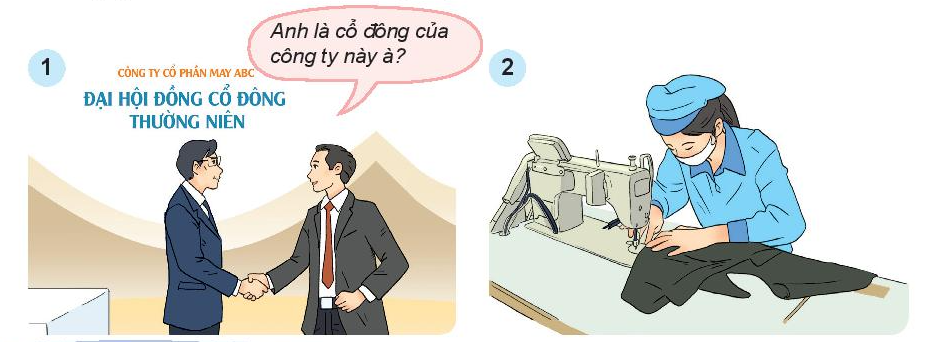 1
CÔNG TY CỔ PHẦN MAY ABC
ĐẠI HỘI ĐỒNG CỔ ĐÔNG
THƯỜNG NIÊN
Anh là cổ đông của
công ty này à?
2